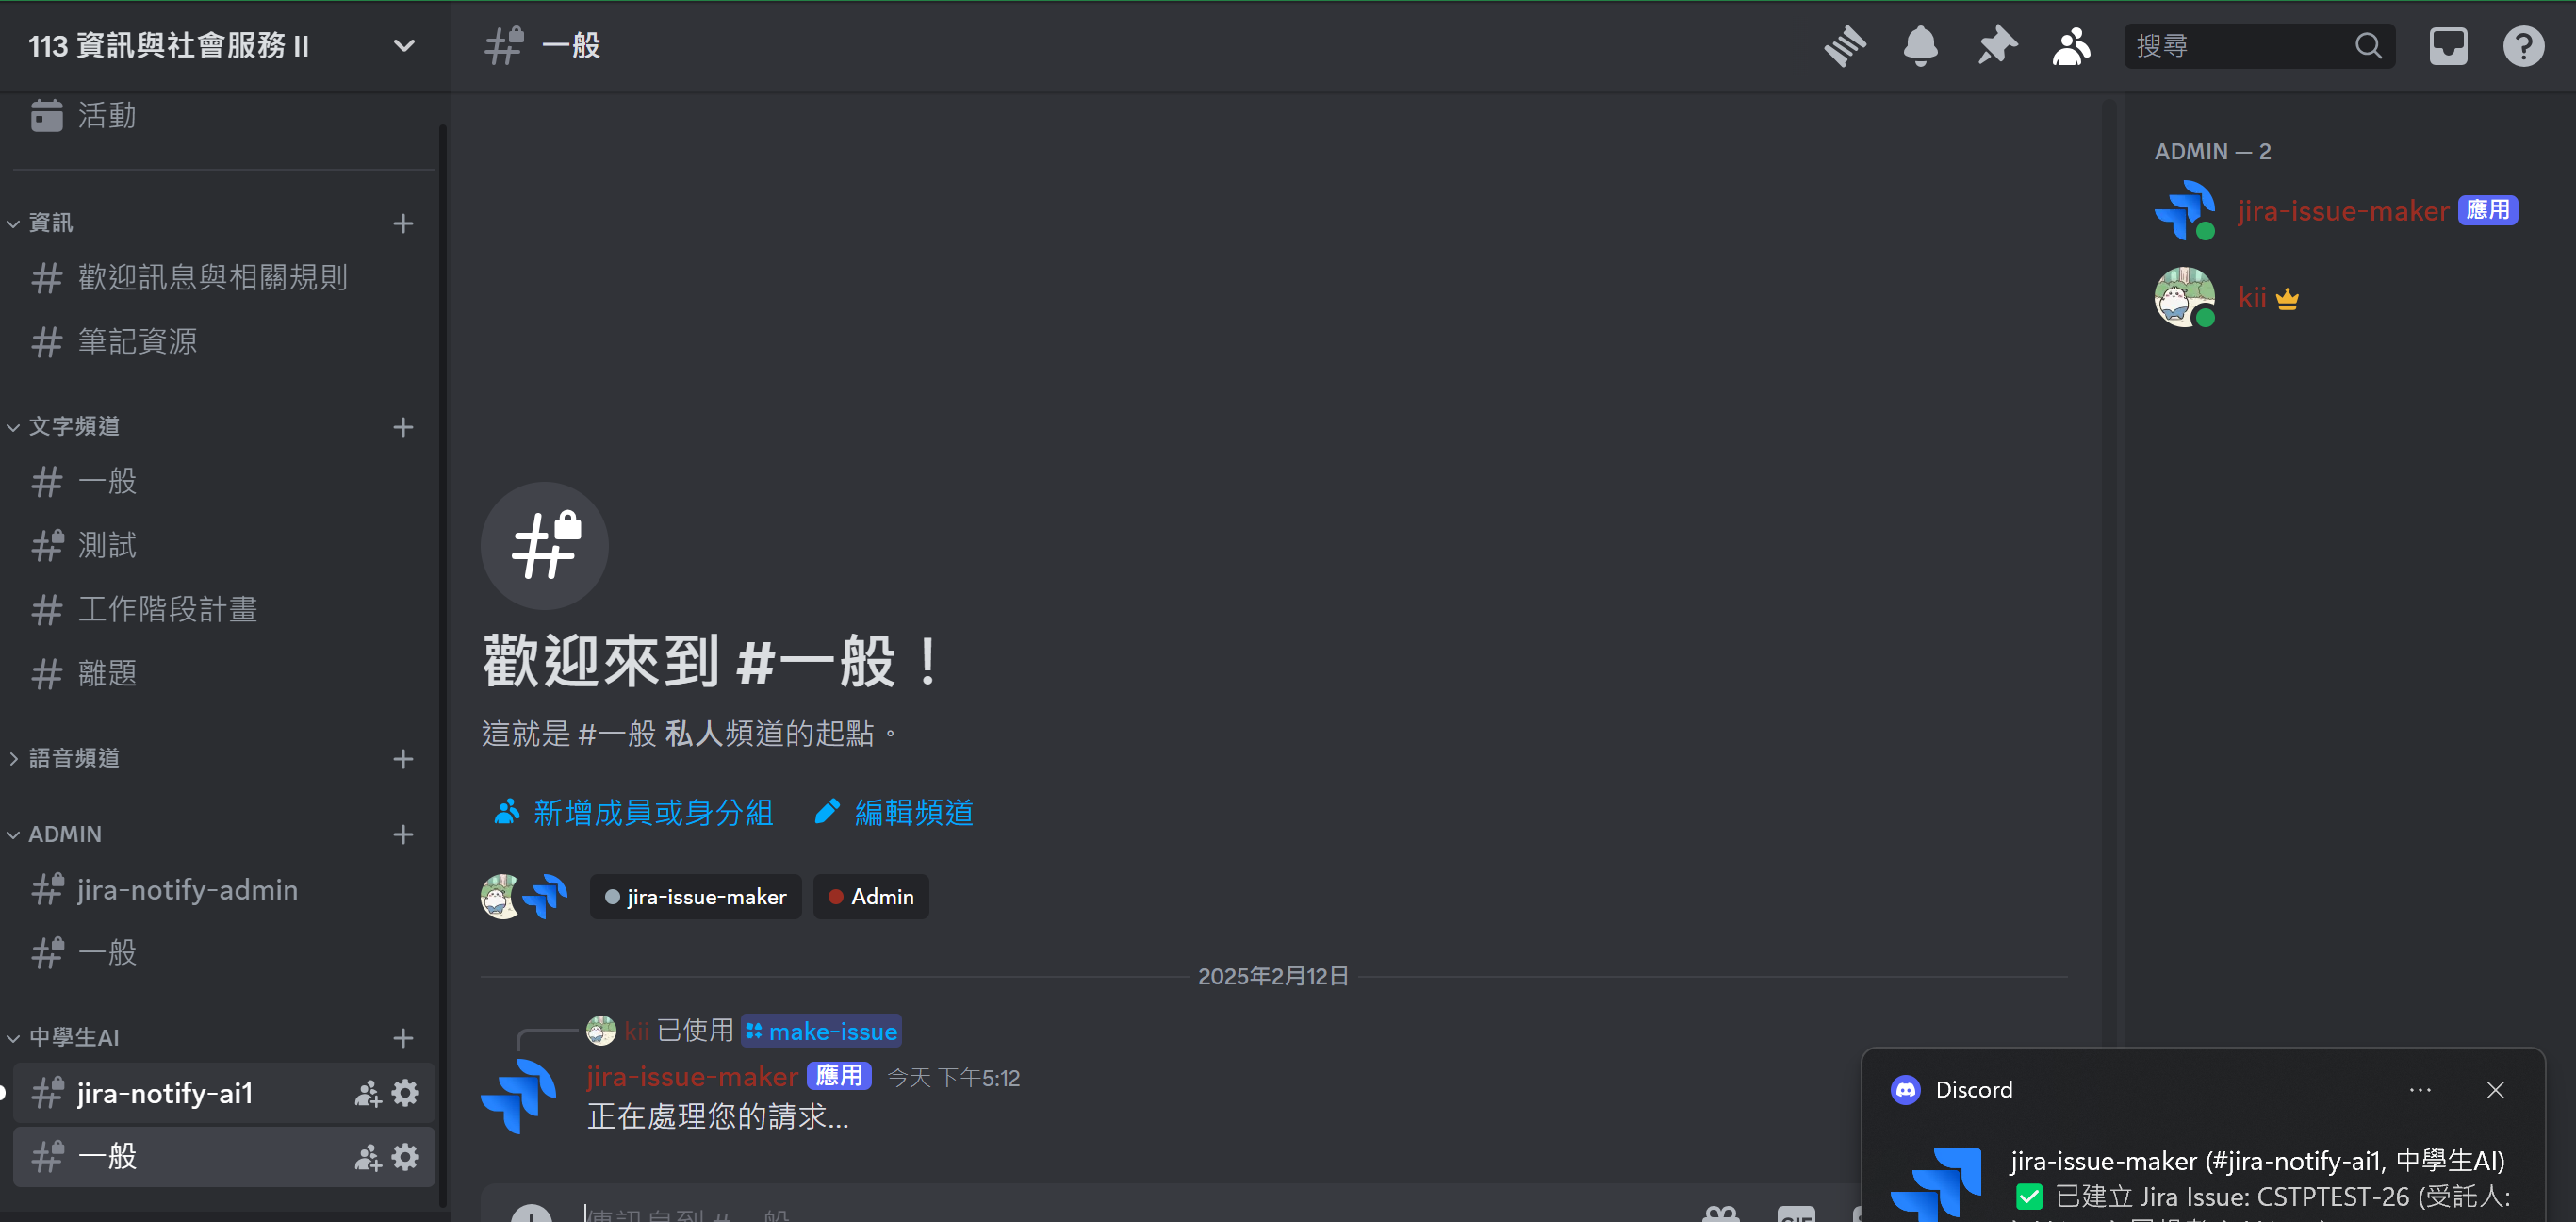 113 資訊與社會服務 II
活動
資訊
歡迎訊息與相關規則
筆記資源
文字頻道
一般
測試
工作階段計畫
離題
語音頻道
ADMIN
jira-notify-admin
一般
中學生AI
jira-notify-ai1
一般
一般
搜尋
歡迎來到 #一般！
這就是 #一般 私人頻道的起點。
新增成員或身分組
編輯頻道
jira-issue-maker
Admin
2025年2月12日
kii 已使用 make-issue
jira-issue-maker 應用 今天 下午5:12
正在處理您的請求...
傳訊息到 #一般
GIF
ADMIN — 2
jira-issue-maker 應用
kii
Discord
jira-issue-maker (#jira-notify-ai1, 中學生AI)
✅ 已建立 Jira Issue: CSTPTEST-26 (受託人: